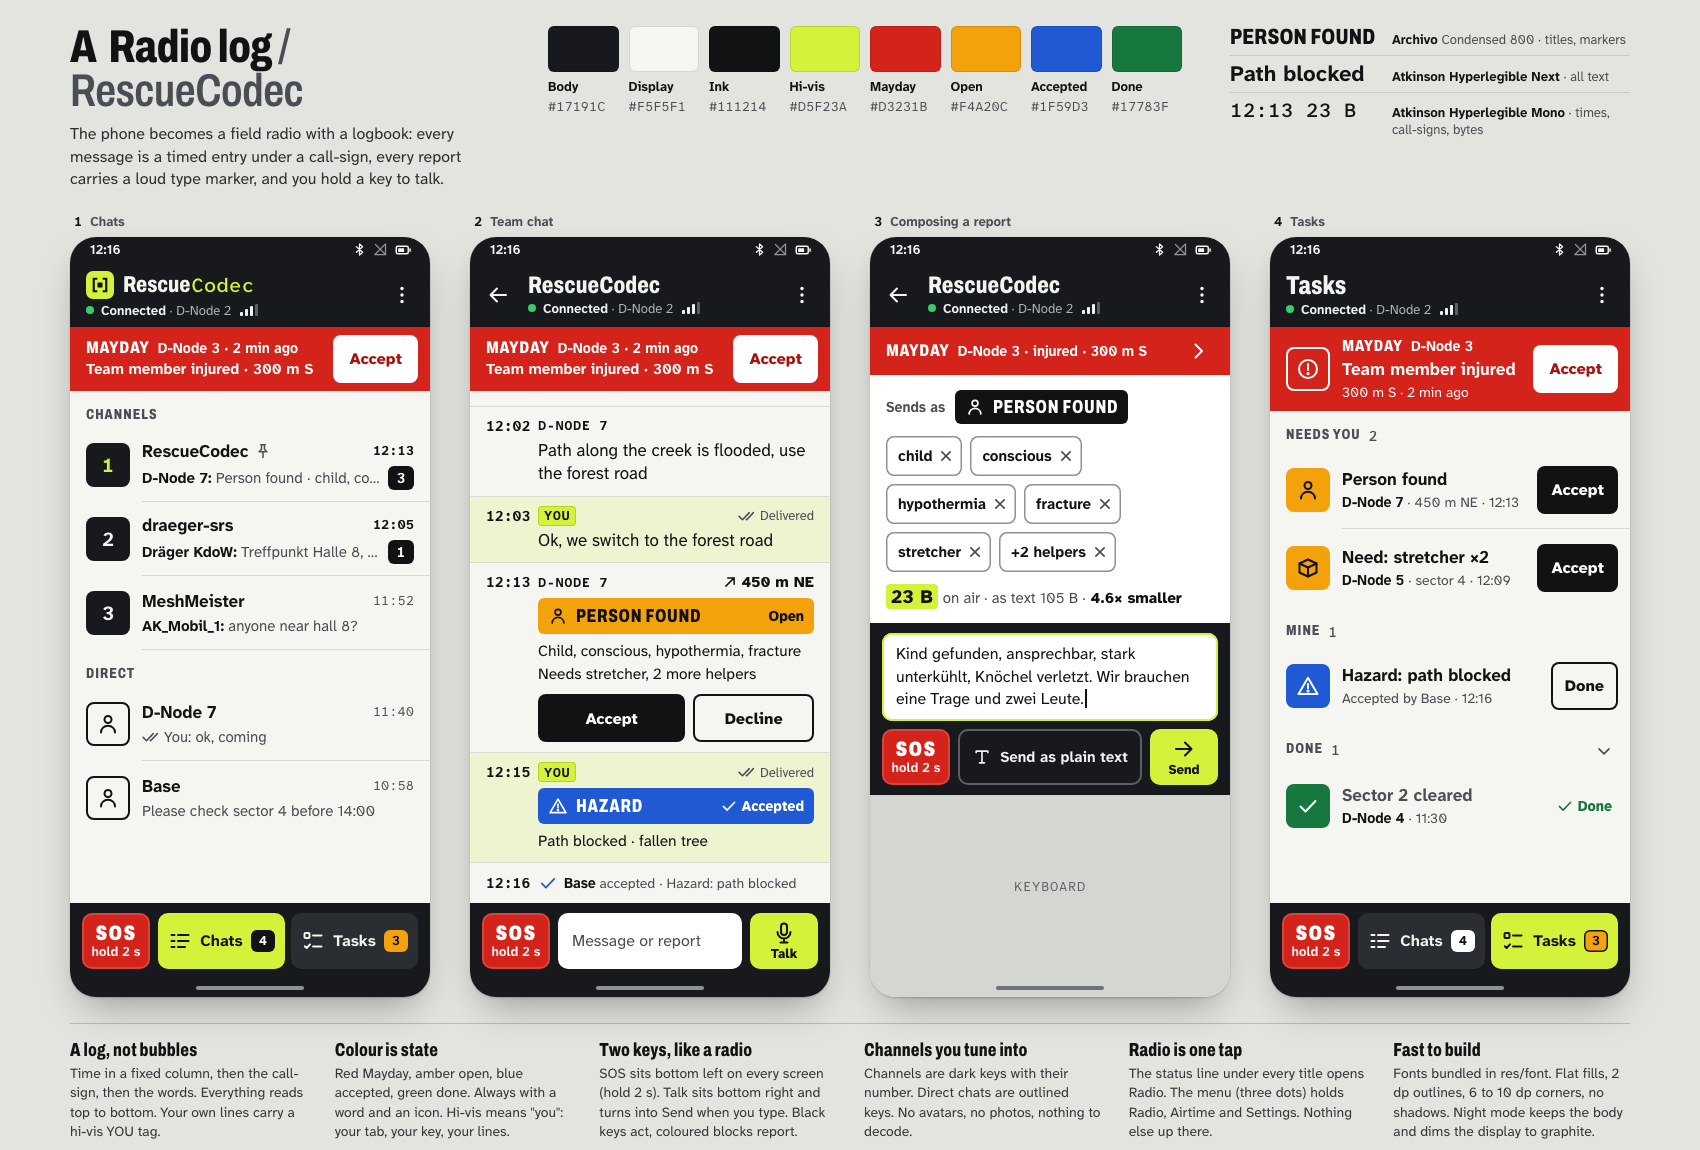 A Radio log /
RescueCodec
The phone becomes a field radio with a logbook: every
message is a timed entry under a call-sign, every report
carries a loud type marker, and you hold a key to talk.
Body
#17191C
Display
#F5F5F1
Ink
#111214
Hi-vis
#D5F23A
Mayday
#D3231B
Open
#F4A20C
Accepted
#1F59D3
Done
#17783F
PERSON FOUND
Archivo Condensed 800 · titles, markers
Path blocked
Atkinson Hyperlegible Next · all text
12:13 23 B
Atkinson Hyperlegible Mono · times,
call-signs, bytes
1 Chats
12:16
RescueCodec
Connected · D-Node 2
MAYDAY D-Node 3 · 2 min ago
Team member injured · 300 m S
Accept
CHANNELS
1
RescueCodec
12:13
D-Node 7: Person found · child, co...
3
2
draeger-srs
12:05
Dräger KdoW: Treffpunkt Halle 8, ...
1
3
MeshMeister
11:52
AK_Mobil_1: anyone near hall 8?
DIRECT
D-Node 7
11:40
You: ok, coming
Base
10:58
Please check sector 4 before 14:00
SOS
hold 2 s
Chats 4
Tasks 3
2 Team chat
12:16
RescueCodec
Connected · D-Node 2
MAYDAY D-Node 3 · 2 min ago
Team member injured · 300 m S
Accept
12:02 D-NODE 7
Path along the creek is flooded, use
the forest road
12:03 YOU
Delivered
Ok, we switch to the forest road
12:13 D-NODE 7
450 m NE
PERSON FOUND
Open
Child, conscious, hypothermia, fracture
Needs stretcher, 2 more helpers
Accept
Decline
12:15 YOU
Delivered
HAZARD
Accepted
Path blocked · fallen tree
12:16 Base accepted · Hazard: path blocked
SOS
hold 2 s
Message or report
Talk
3 Composing a report
12:16
RescueCodec
Connected · D-Node 2
MAYDAY D-Node 3 · injured · 300 m S
Sends as
PERSON FOUND
child
conscious
hypothermia
fracture
stretcher
+2 helpers
23 B on air · as text 105 B · 4.6× smaller
Kind gefunden, ansprechbar, stark
unterkühlt, Knöchel verletzt. Wir brauchen
eine Trage und zwei Leute.
SOS
hold 2 s
Send as plain text
Send
KEYBOARD
4 Tasks
12:16
Tasks
Connected · D-Node 2
MAYDAY D-Node 3
Team member injured
300 m S · 2 min ago
Accept
NEEDS YOU 2
Person found
D-Node 7 · 450 m NE · 12:13
Accept
Need: stretcher ×2
D-Node 5 · sector 4 · 12:09
Accept
MINE 1
Hazard: path blocked
Accepted by Base · 12:16
Done
DONE 1
Sector 2 cleared
D-Node 4 · 11:30
Done
SOS
hold 2 s
Chats 4
Tasks 3
A log, not bubbles
Time in a fixed column, then the call-
sign, then the words. Everything reads
top to bottom. Your own lines carry a
hi-vis YOU tag.
Colour is state
Red Mayday, amber open, blue
accepted, green done. Always with a
word and an icon. Hi-vis means "you":
your tab, your key, your lines.
Two keys, like a radio
SOS sits bottom left on every screen
(hold 2 s). Talk sits bottom right and
turns into Send when you type. Black
keys act, coloured blocks report.
Channels you tune into
Channels are dark keys with their
number. Direct chats are outlined
keys. No avatars, no photos, nothing to
decode.
Radio is one tap
The status line under every title opens
Radio. The menu (three dots) holds
Radio, Airtime and Settings. Nothing
else up there.
Fast to build
Fonts bundled in res/font. Flat fills, 2
dp outlines, 6 to 10 dp corners, no
shadows. Night mode keeps the body
and dims the display to graphite.